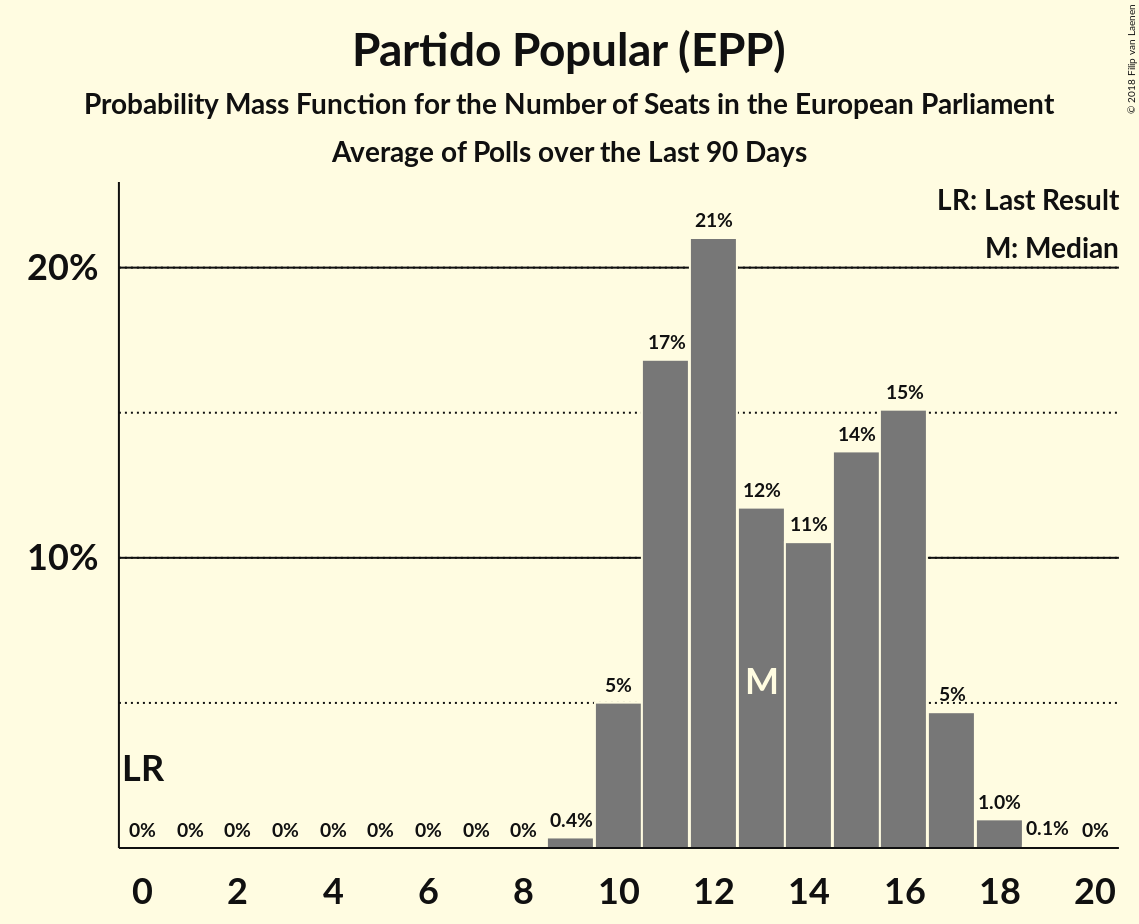 Partido Popular (EPP)
Probability Mass Function for the Number of Seats in the European Parliament
Average of Polls over the Last 90 Days
© 2018 Filip van Laenen
LR: Last Result
M: Median
20%
10%
21%
17%
15%
14%
12%
11%
5%
M
5%
LR
0% 0% 0% 0% 0% 0% 0% 0% 0% 0.4% 1.0% 0.1% 0%
0 2 4 6 8 10 12 14 16 18 20